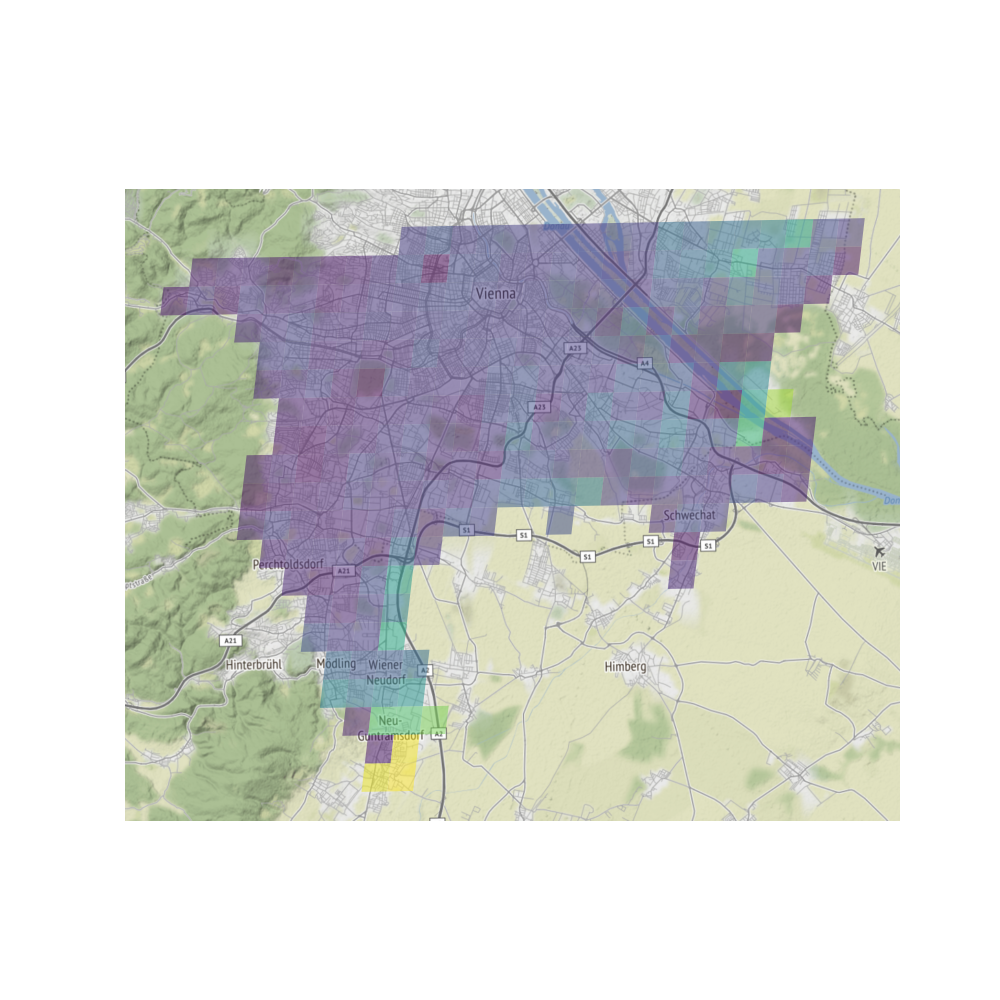 Vienna
A23
A4
A23
Schwechat
S1
S1
S1
S1
S1
VIE
Perchtoldsdorf
A21
A21
Hinterbrühl
Mödling
Wiener
Neudorf
A2
Himberg
Neu-
Guntramsdorf
A2